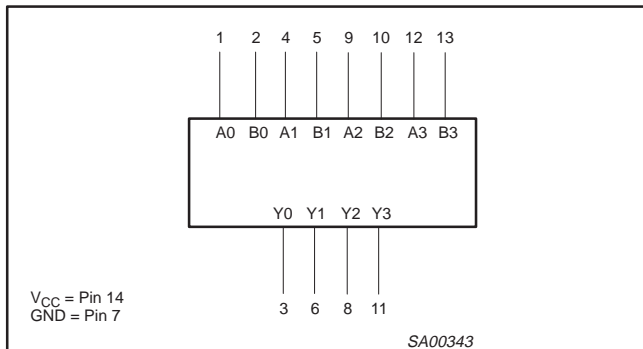 1 2 4 5 9 10 12 13
A0 B0 A1 B1 A2 B2 A3 B3
Y0 Y1 Y2 Y3
VCC = Pin 14
GND = Pin 7
3 6 8 11
SA00343